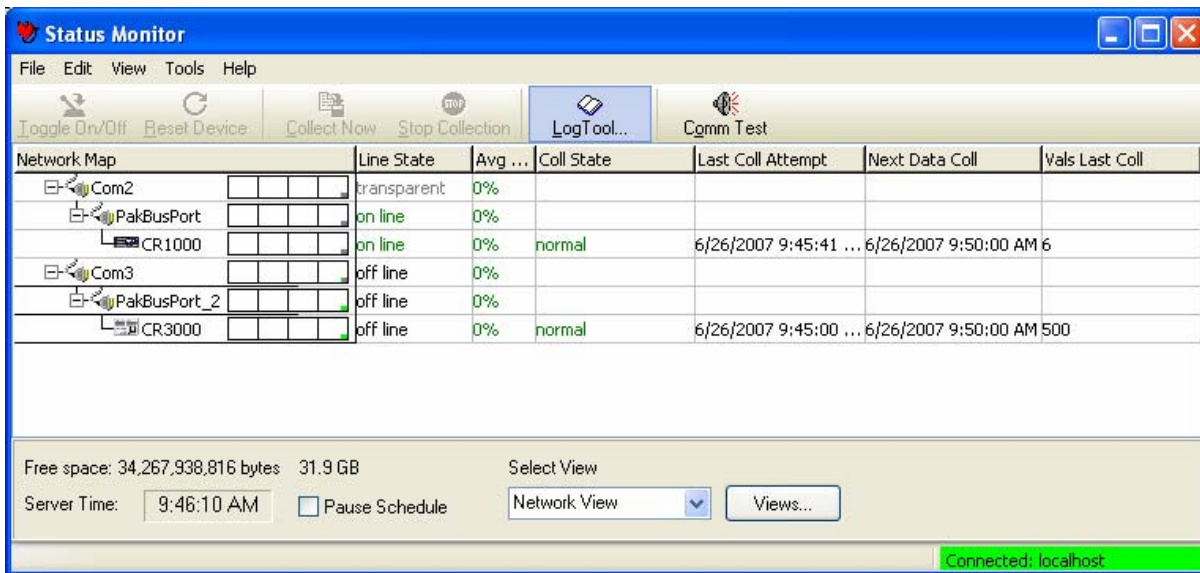 Status Monitor
File Edit View Tools Help
Toggle On/Off Reset Device Collect Now STOP Stop Collection LogTool... Comm Test
Network Map Line State Avg ... Coll State Last Coll Attempt Next Data Coll Vals Last Coll
Com2 transparent 0%
PakBusPort on line 0%
CR1000 on line 0% normal 6/26/2007 9:45:41 ... 6/26/2007 9:50:00 AM 6
Com3 off line 0%
PakBusPort_2 off line 0%
CR3000 off line 0% normal 6/26/2007 9:45:00 ... 6/26/2007 9:50:00 AM 500
Free space: 34,267,938,816 bytes 31.9 GB Select View
Server Time: 9:46:10 AM Pause Schedule Network View Views...
Connected: localhost